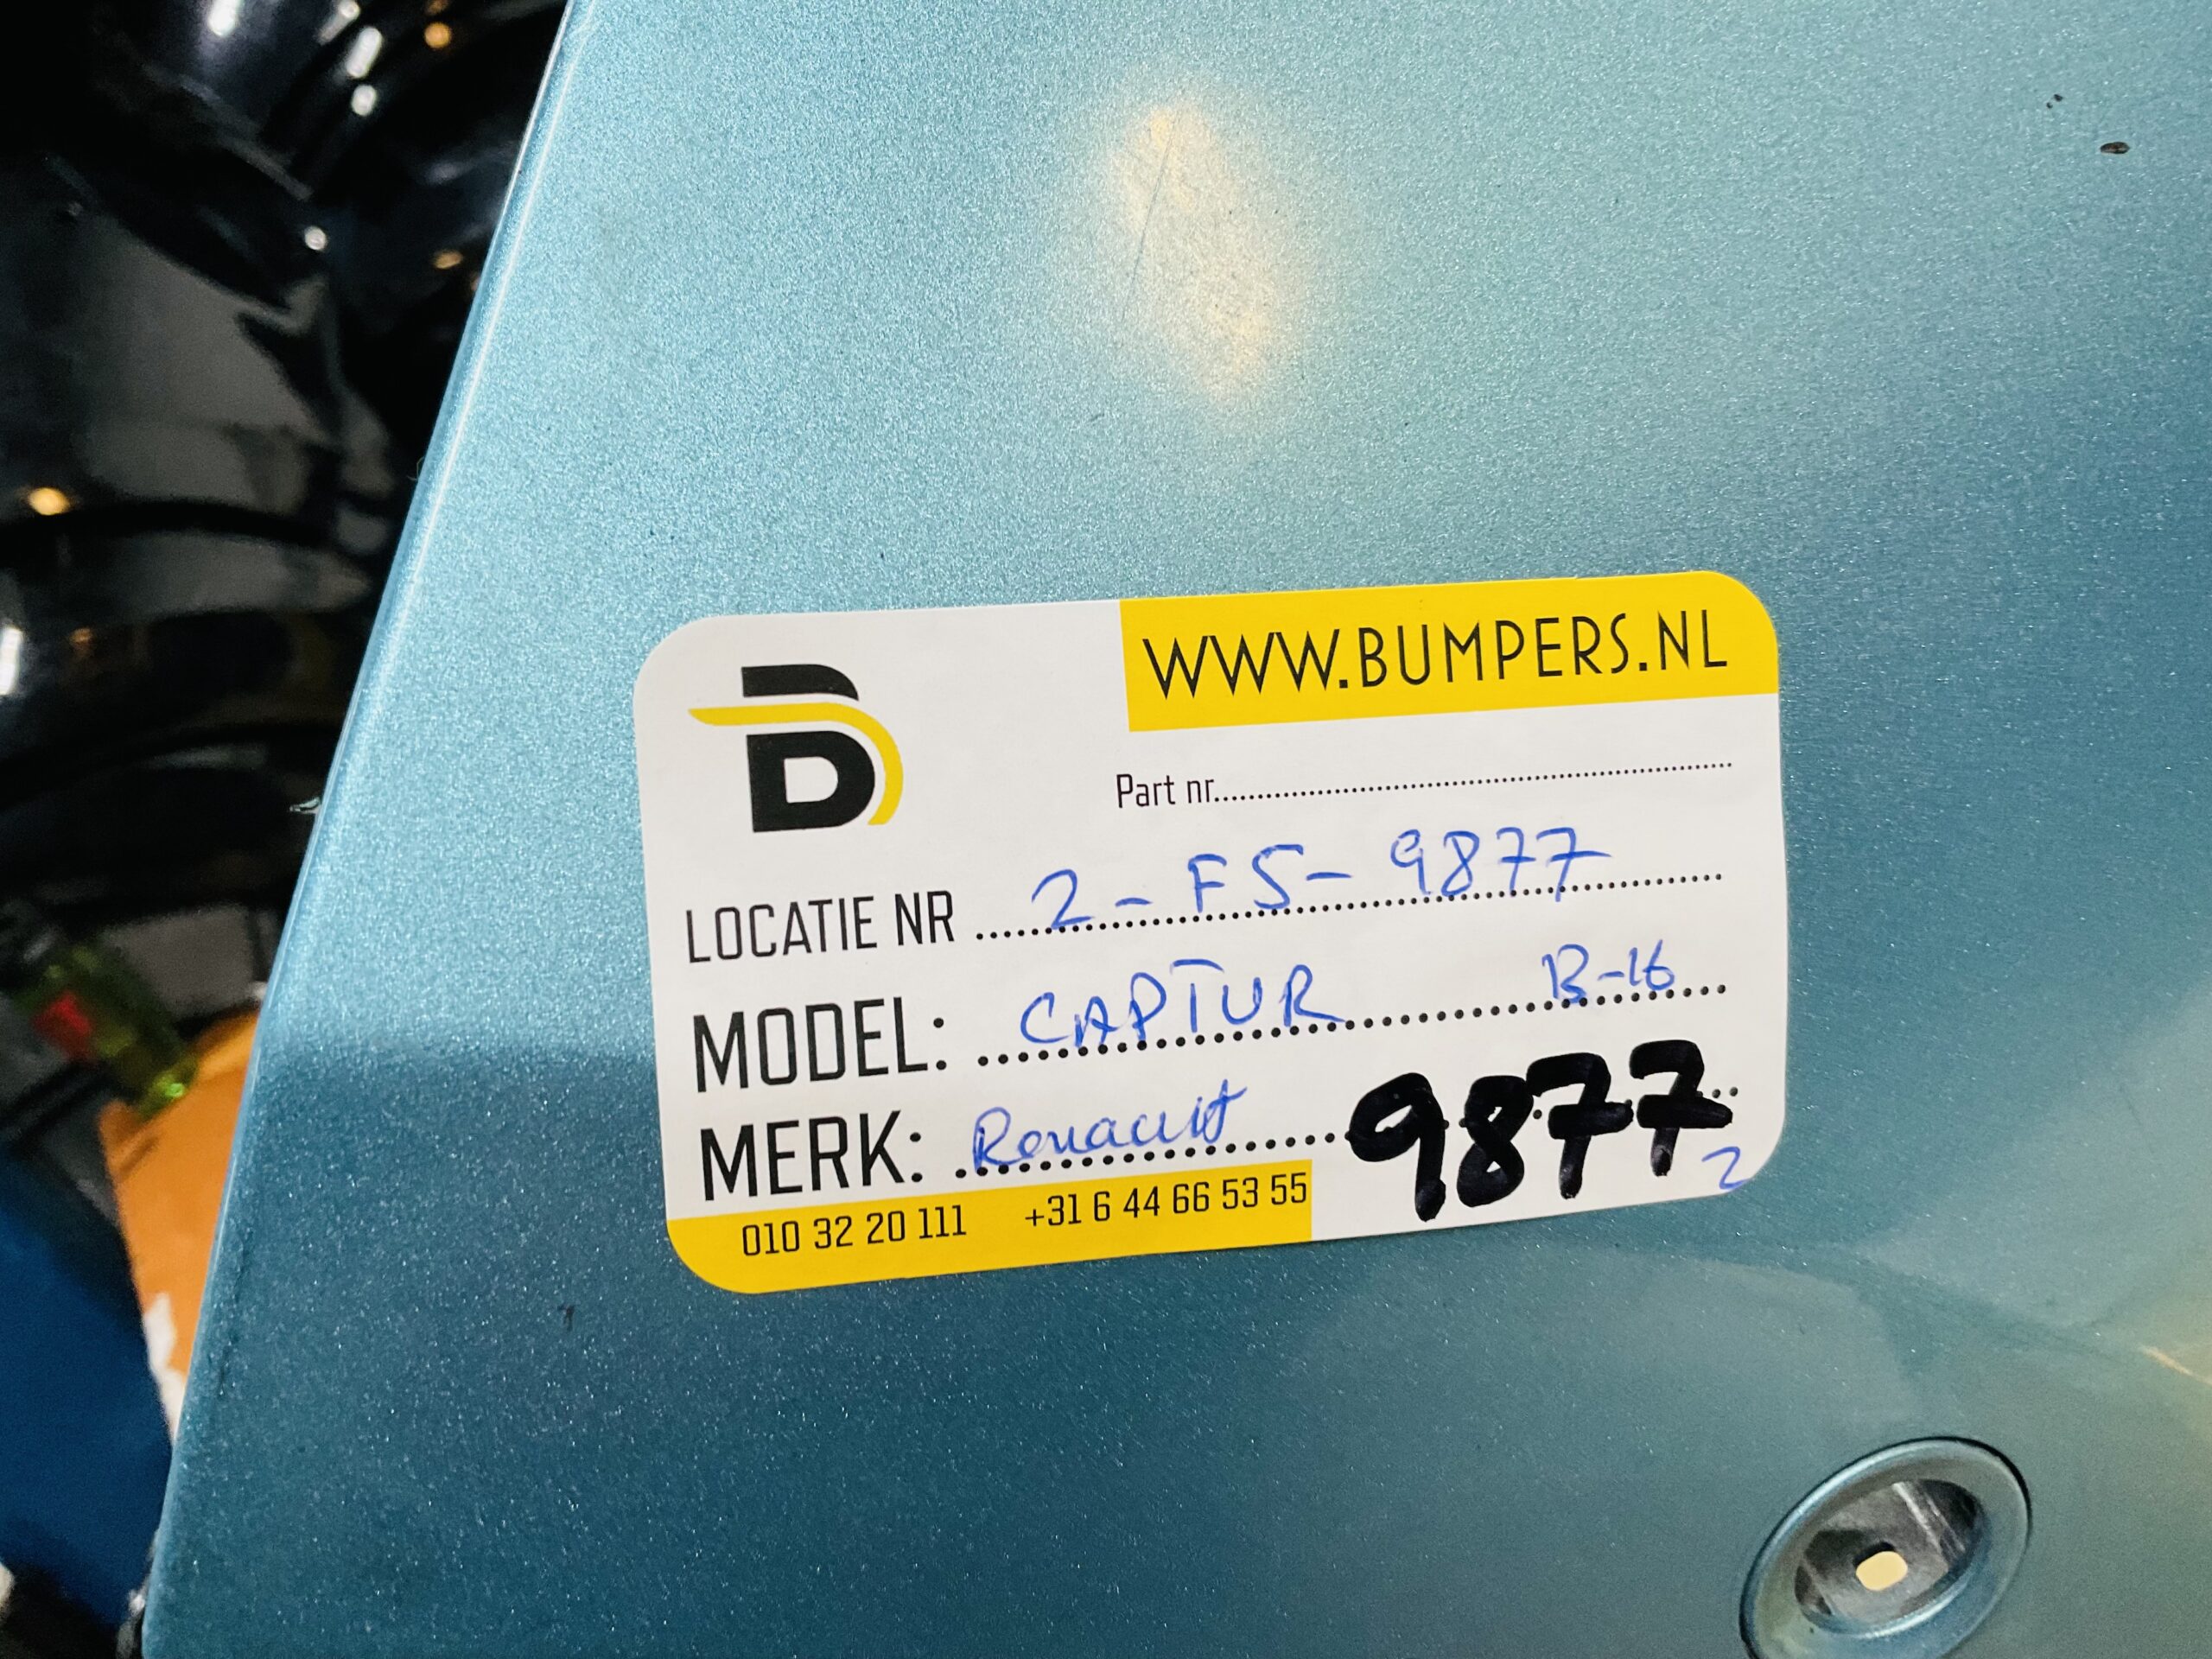 WWW.BUMPERS.NL
B
Part nr..........
LOCATIE NR 2-FS-9877
MODEL: CAPTUR B-16
MERK: Renault 9877
2
010 32 20 111 +31 6 44 66 53 55